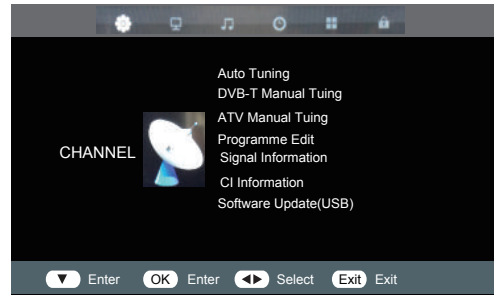 Auto Tuning
DVB-T Manual Tuing
ATV Manual Tuing
Programme Edit
CHANNEL
Signal Information
CI Information
Software Update(USB)
Enter OK Enter Select Exit Exit